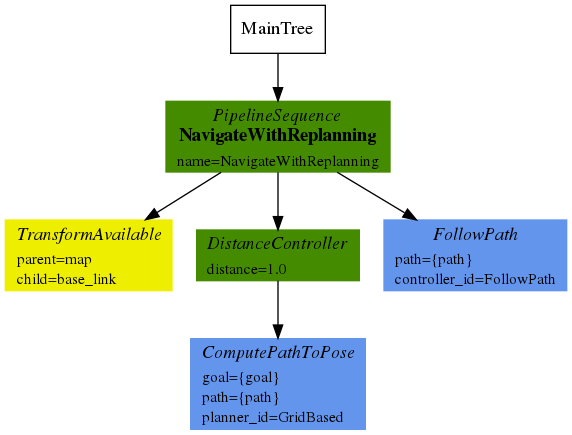 MainTree
PipelineSequence
NavigateWithReplanning
name=NavigateWithReplanning
TransformAvailable
parent=map
child=base_link
DistanceController
distance=1.0
FollowPath
path={path}
controller_id=FollowPath
ComputePathToPose
goal={goal}
path={path}
planner_id=GridBased